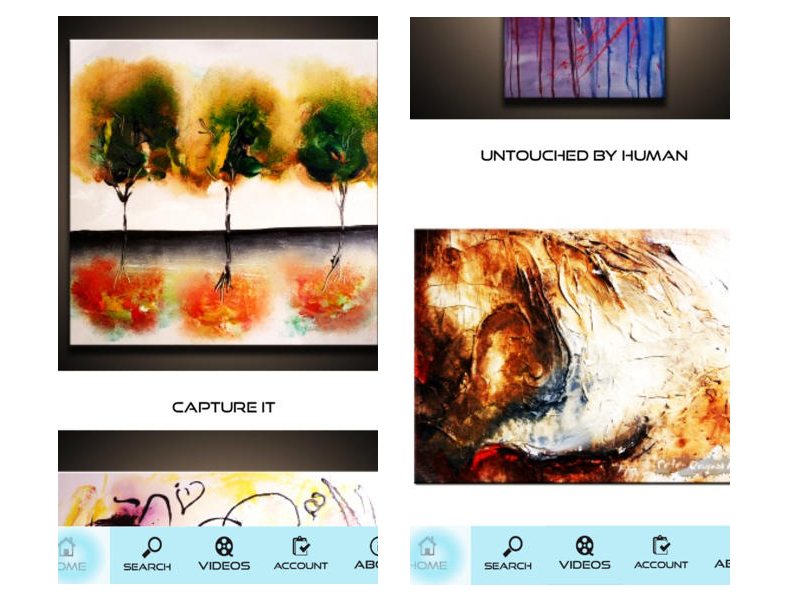 CAPTURE IT
OME
SEARCH
VIDEOS
ACCOUNT
ABO
UNTOUCHED BY HUMAN
HOME
SEARCH
VIDEOS
ACCOUNT
AB